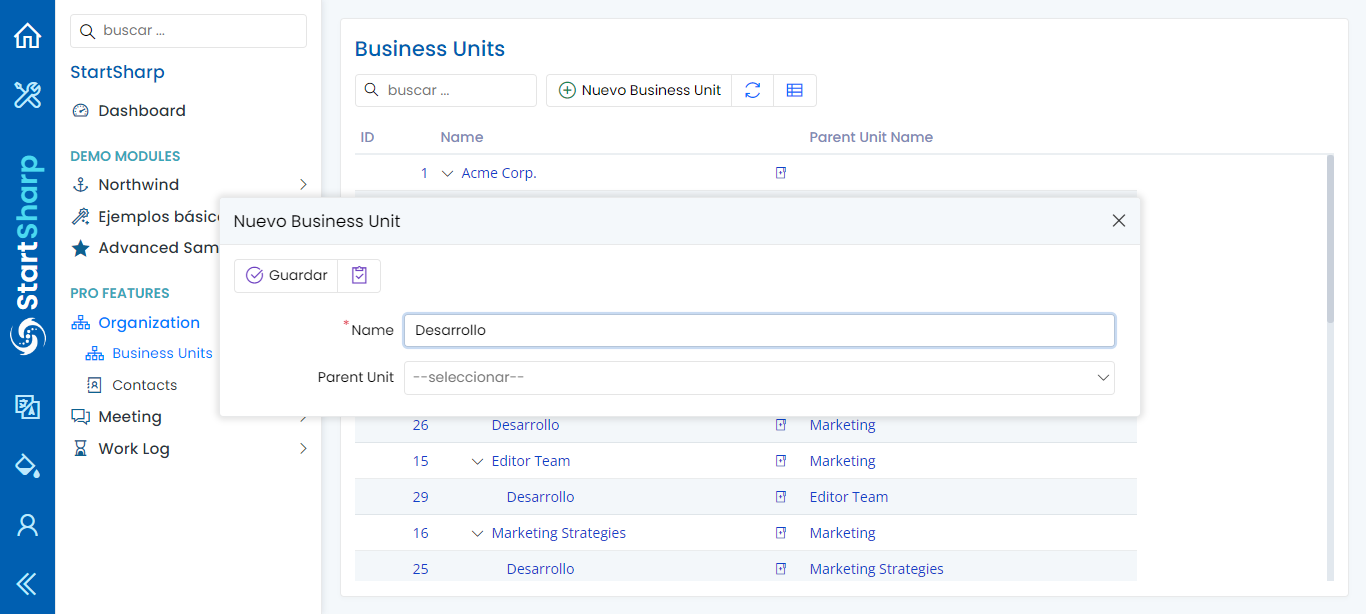 StartSharp
buscar ...
StartSharp
Dashboard
DEMO MODULES
Northwind
Ejemplos básic
Advanced Sam
PRO FEATURES
Organization
Business Units
Contacts
Meeting
Work Log
Business Units
buscar ...
Nuevo Business Unit
ID Name Parent Unit Name
1 Acme Corp.
Nuevo Business Unit
Guardar
*Name Desarrollo
Parent Unit --seleccionar--
26 Desarrollo Marketing
15 Editor Team Marketing
29 Desarrollo Editor Team
16 Marketing Strategies Marketing
25 Desarrollo Marketing Strategies